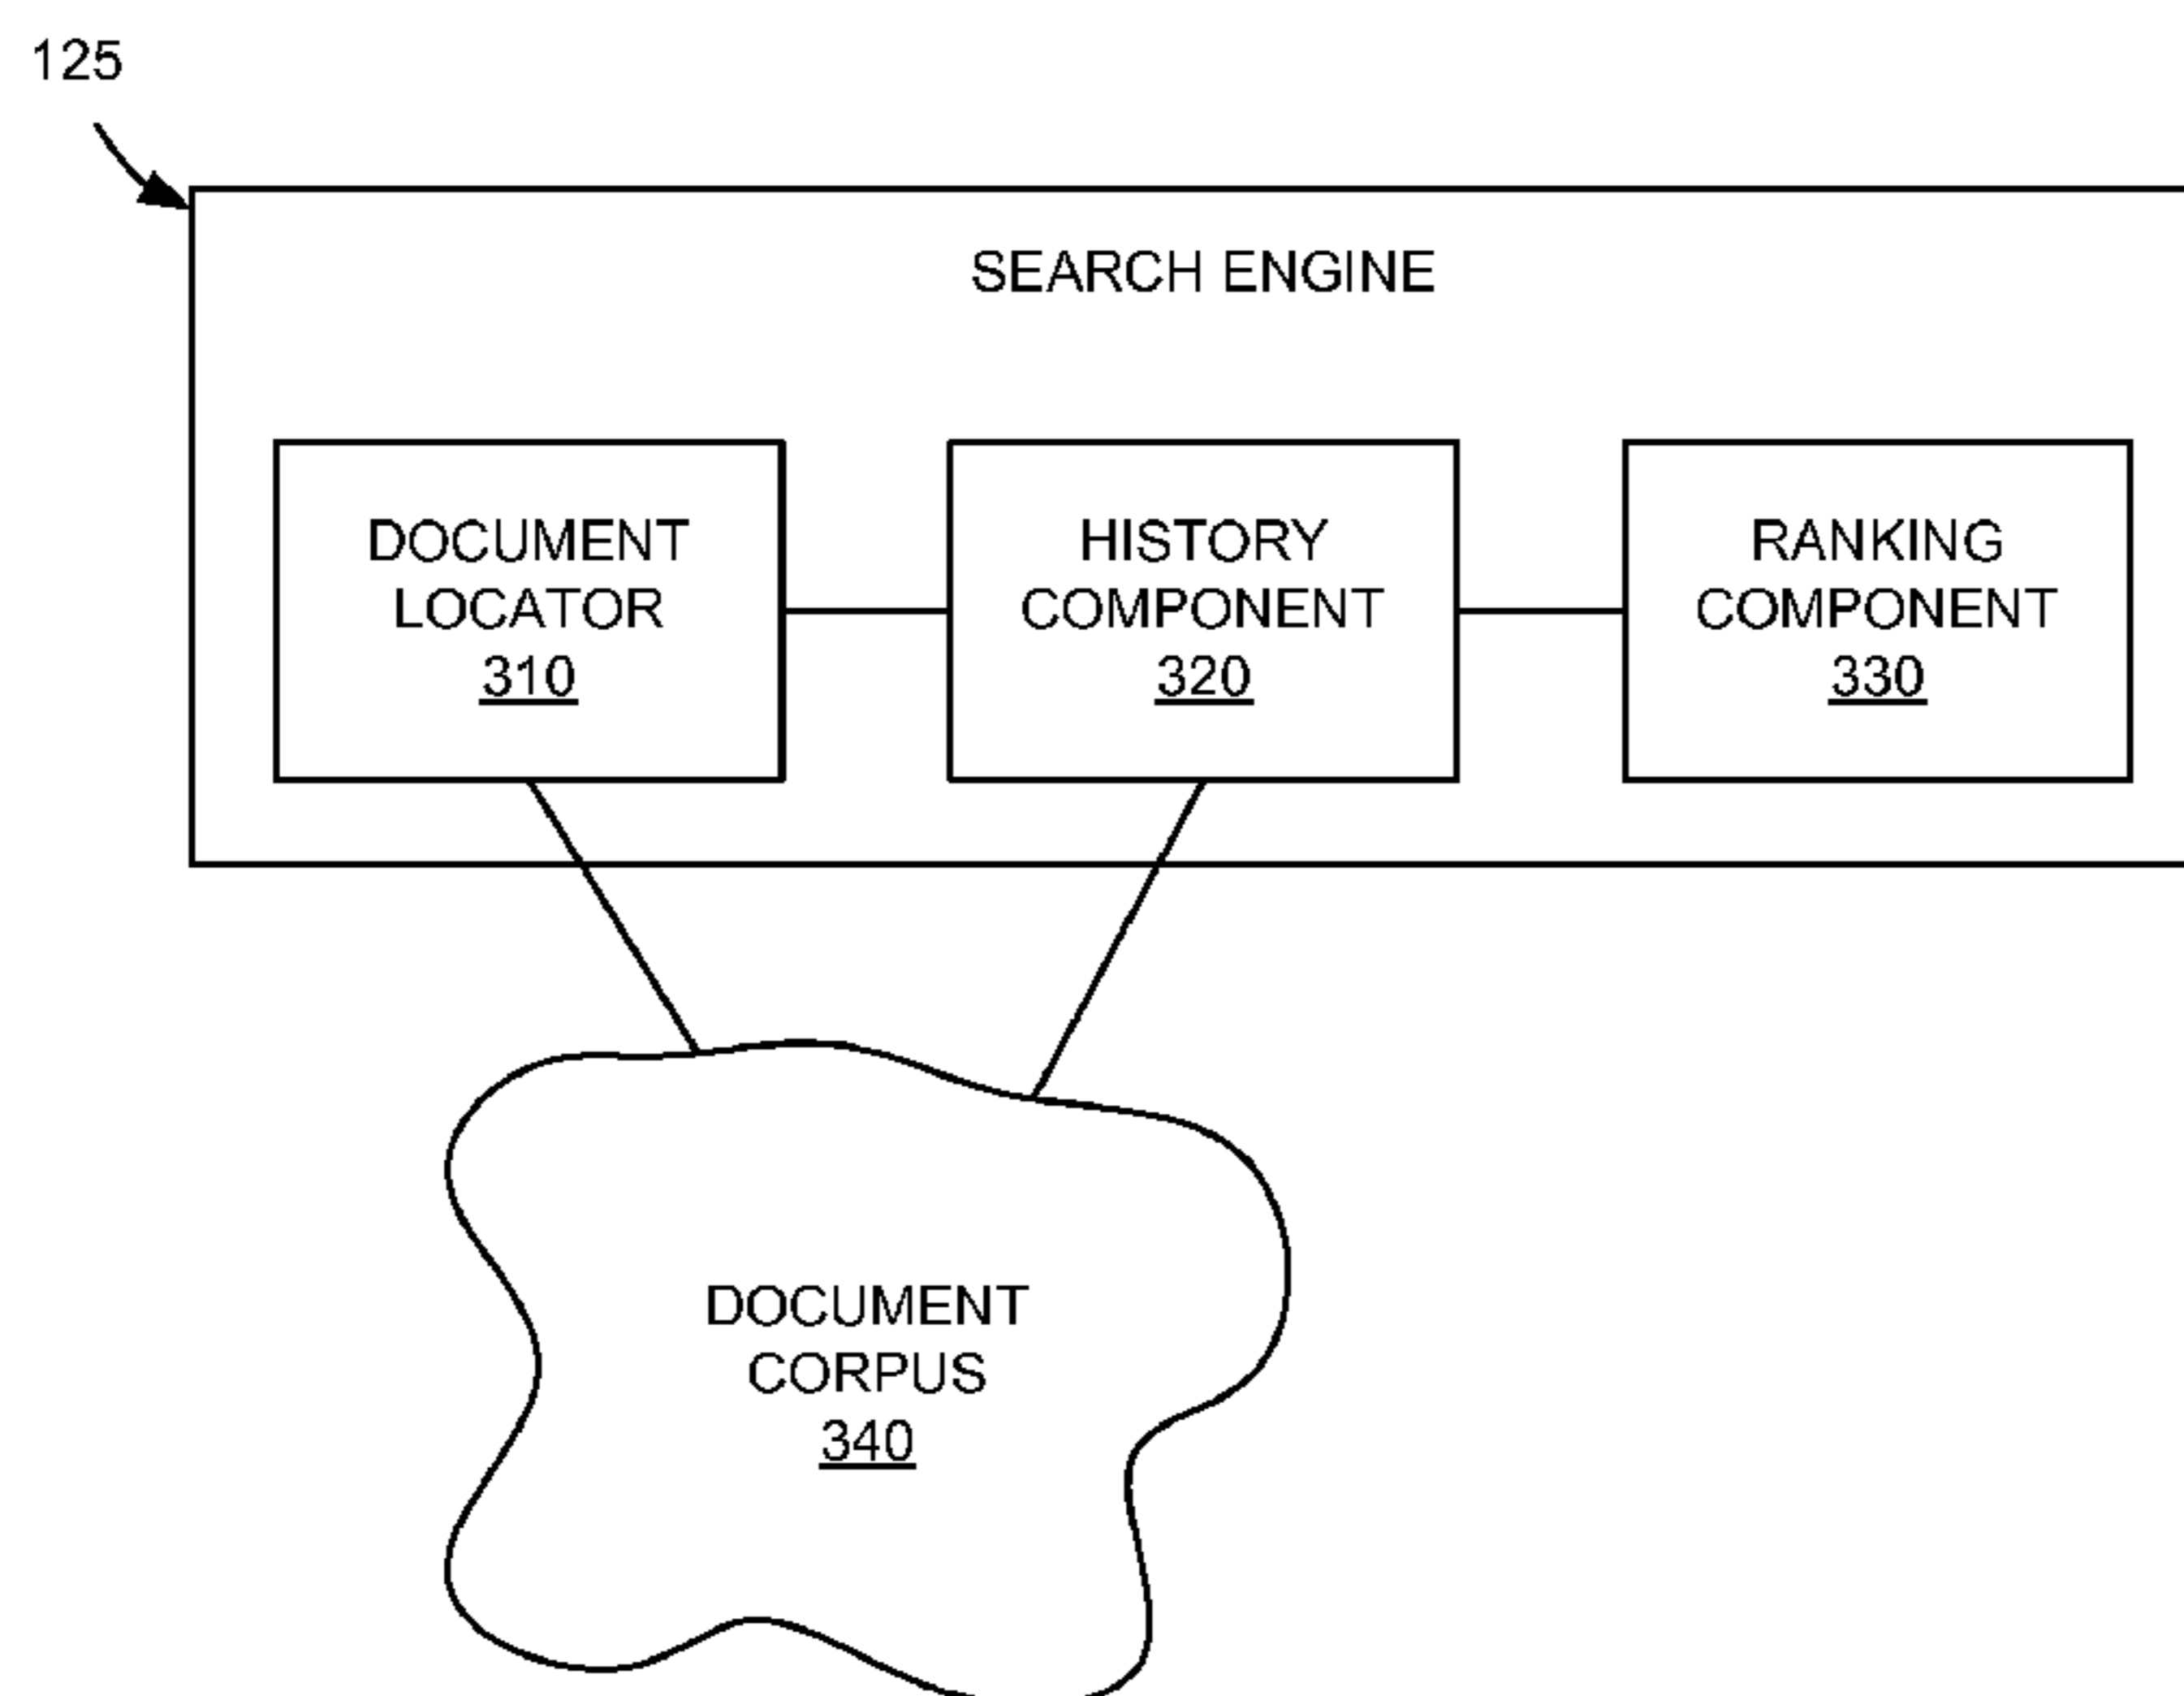 125
SEARCH ENGINE
DOCUMENT
LOCATOR
310
HISTORY
COMPONENT
320
RANKING
COMPONENT
330
DOCUMENT
CORPUS
340